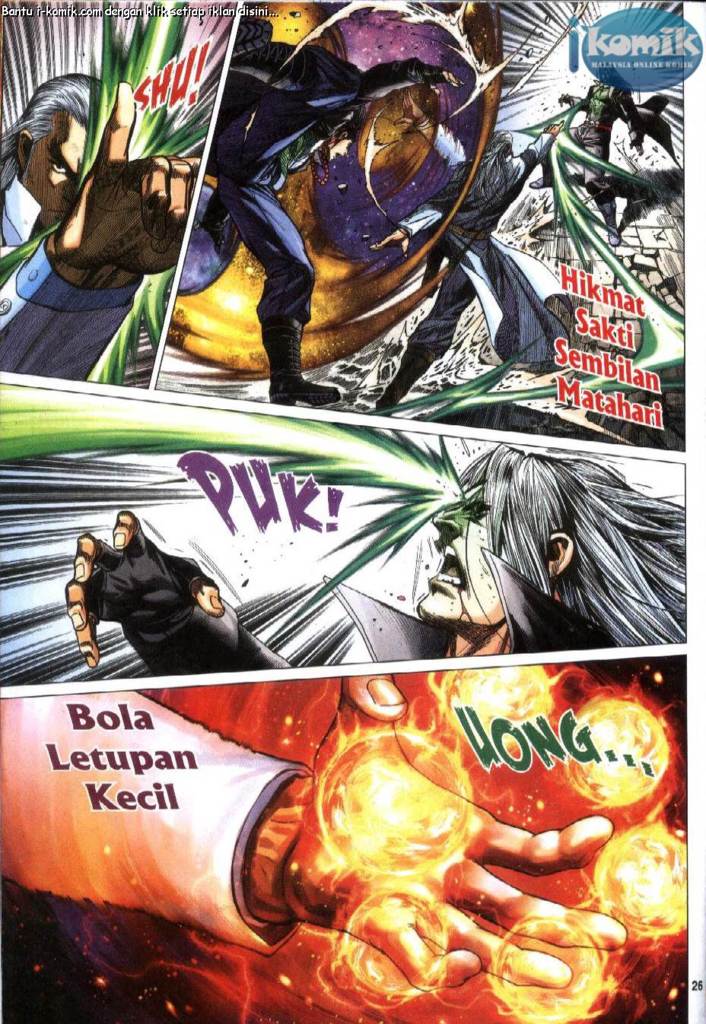 Bantu i-komik.com dengan klik setiap iklan disini...
ikomik
MALAYSIA ONLINE KOMIK
SHU!
Hikmat
Sakti
Sembilan
Matahari
PUK!
Bola
Letupan
Kecil
UONG...
26